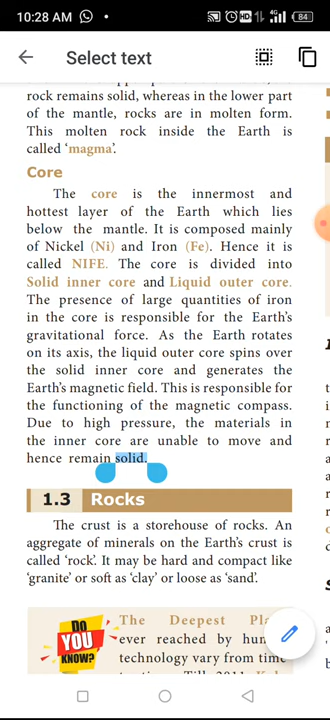 10:28 AM
84
Select text
rock remains solid, whereas in the lower part
of the mantle, rocks are in molten form.
This molten rock inside the Earth is
called ‘magma’.
Core
The core is the innermost and
hottest layer of the Earth which lies
below the mantle. It is composed mainly
of Nickel (Ni) and Iron (Fe). Hence it is
called NIFE. The core is divided into
Solid inner core and Liquid outer core.
The presence of large quantities of iron
in the core is responsible for the Earth’s
gravitational force. As the Earth rotates
on its axis, the liquid outer core spins over
the solid inner core and generates the
Earth’s magnetic field. This is responsible for
the functioning of the magnetic compass.
Due to high pressure, the materials in
the inner core are unable to move and
hence remain solid.
1.3 Rocks
The crust is a storehouse of rocks. An
aggregate of minerals on the Earth’s crust is
called ‘rock’. It may be hard and compact like
‘granite’ or soft as ‘clay’ or loose as ‘sand’.
DO YOU KNOW?
The Deepest
ever reached by
technology vary from time